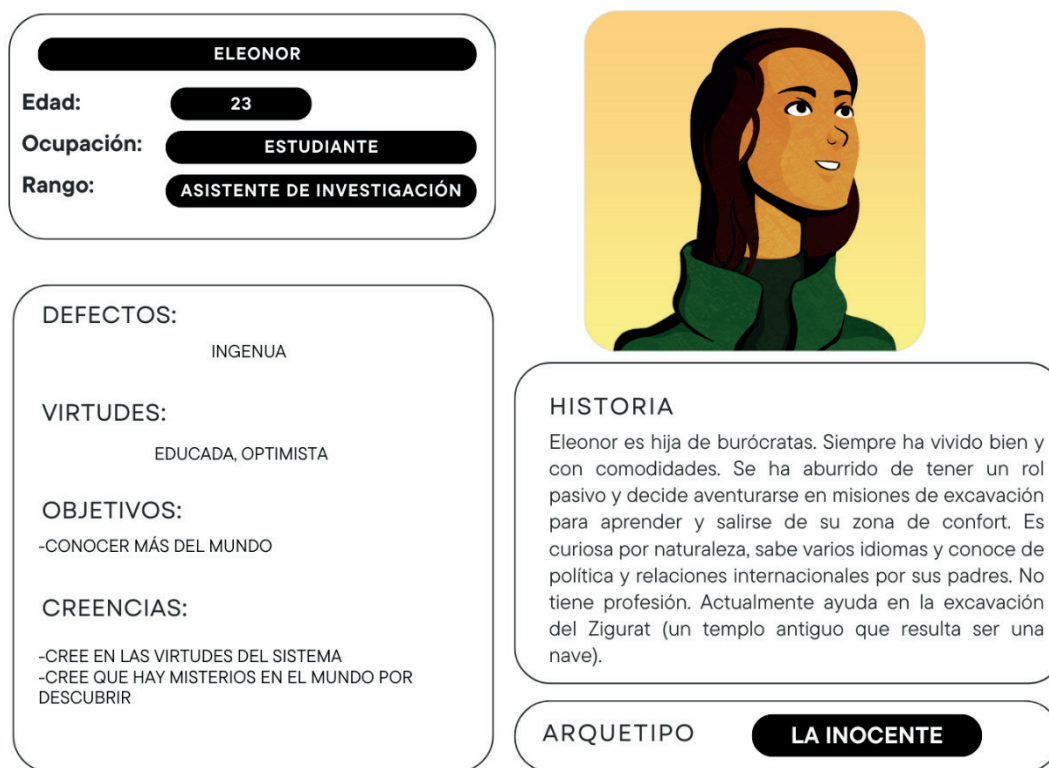 ELEONOR
Edad: 23
Ocupación: ESTUDIANTE
Rango: ASISTENTE DE INVESTIGACIÓN
DEFECTOS:
INGENUA
VIRTUDES:
EDUCADA, OPTIMISTA
OBJETIVOS:
-CONOCER MÁS DEL MUNDO
CREENCIAS:
-CREE EN LAS VIRTUDES DEL SISTEMA
-CREE QUE HAY MISTERIOS EN EL MUNDO POR
DESCUBRIR
HISTORIA
Eleonor es hija de burócratas. Siempre ha vivido bien y
con comodidades. Se ha aburrido de tener un rol
pasivo y decide aventurarse en misiones de excavación
para aprender y salirse de su zona de confort. Es
curiosa por naturaleza, sabe varios idiomas y conoce de
política y relaciones internacionales por sus padres. No
tiene profesión. Actualmente ayuda en la excavación
del Zigurat (un templo antiguo que resulta ser una
nave).
ARQUETIPO LA INOCENTE